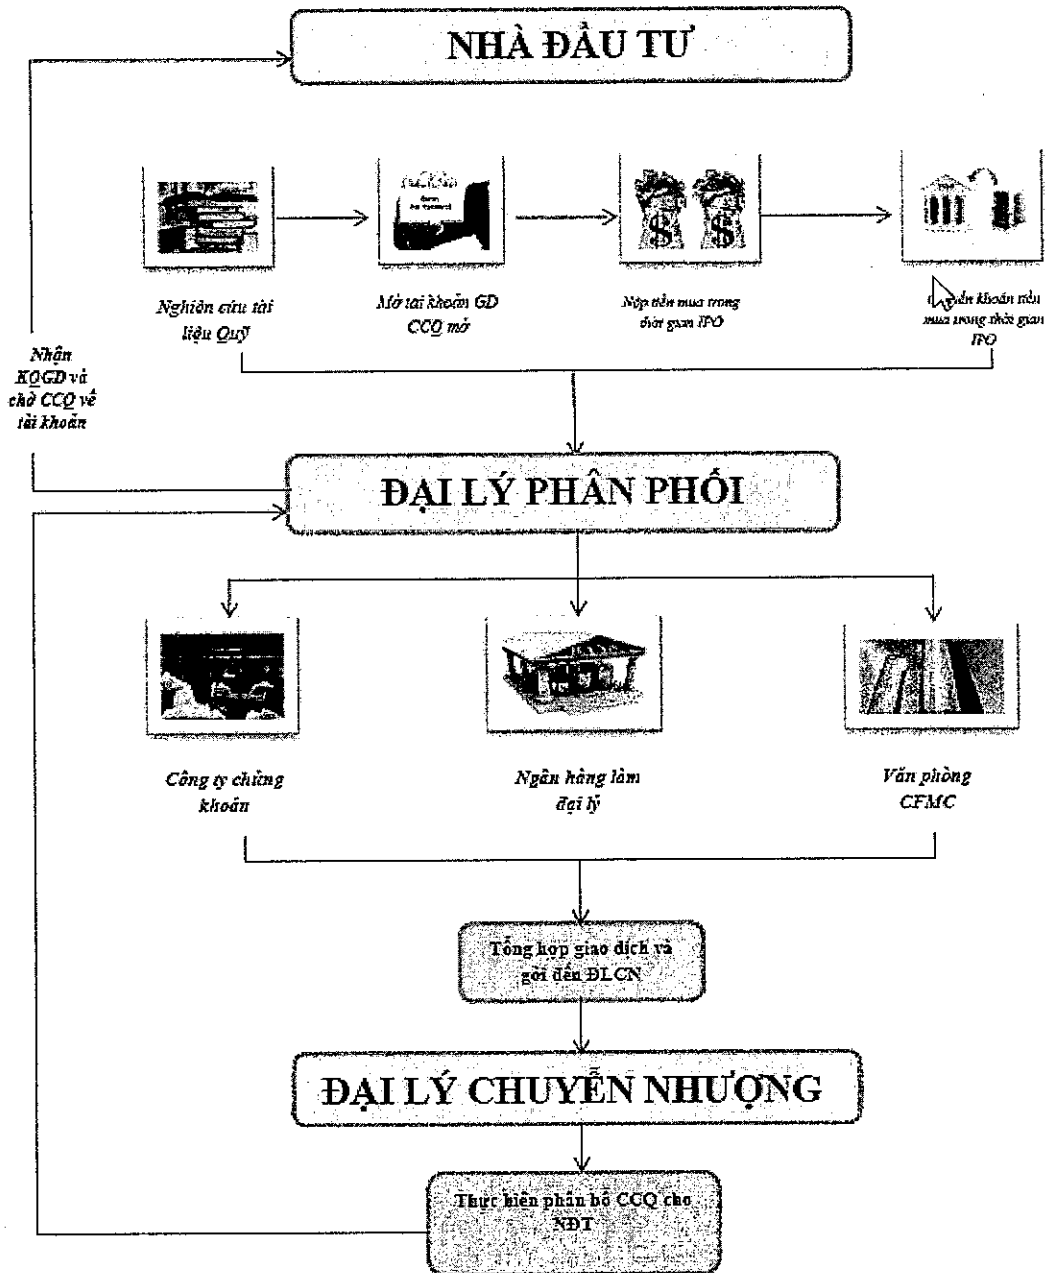 NHÀ ĐẦU TƯ
Nghiên cứu tài
liệu Quỹ
Mở tài khoản GD
CCQ mở
Nộp tiền mua trong
thời gian IPO
khoản tiền
mua trong thời gian
IPO
Nhận
KQGD và
chờ CCQ về
tài khoản
ĐẠI LÝ PHÂN PHỐI
Công ty chứng
khoán
Ngân hàng làm
đại lý
Văn phòng
CFMC
Tổng hợp giao dịch và
gởi đến ĐLCN
ĐẠI LÝ CHUYỂN NHƯỢNG
Thực hiên phân bổ CCQ cho
NĐT